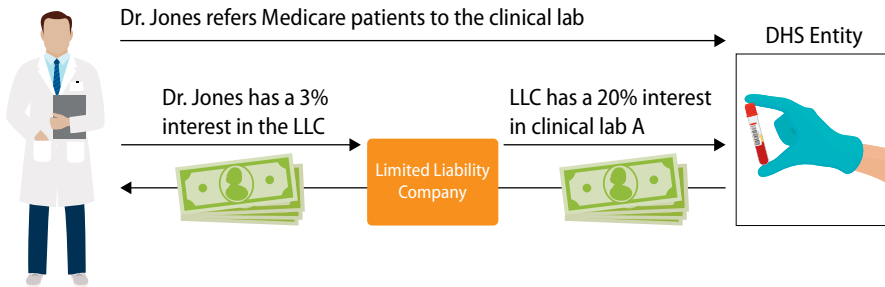 Dr. Jones refers Medicare patients to the clinical lab
DHS Entity
Dr. Jones has a 3%
interest in the LLC
LLC has a 20% interest
in clinical lab A
Limited Liability
Company